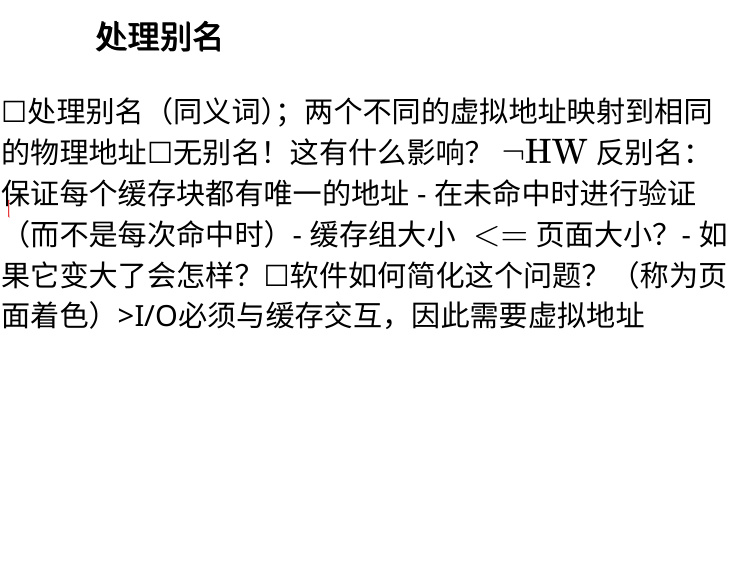 处理别名
☐处理别名（同义词）；两个不同的虚拟地址映射到相同
的物理地址☐无别名！这有什么影响？ ¬HW 反别名：
保证每个缓存块都有唯一的地址 - 在未命中时进行验证
（而不是每次命中时）- 缓存组大小 <= 页面大小？- 如
果它变大了会怎样？☐软件如何简化这个问题？（称为页
面着色）>I/O必须与缓存交互，因此需要虚拟地址